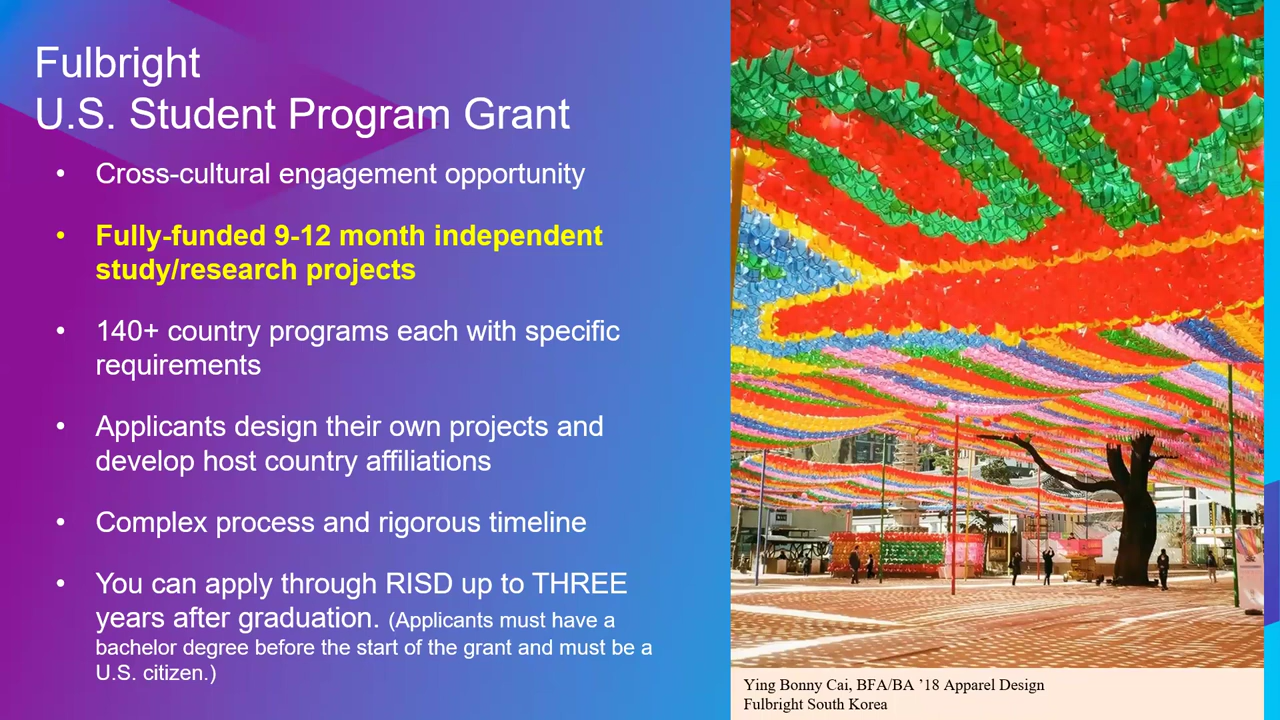 Fulbright
U.S. Student Program Grant
• Cross-cultural engagement opportunity
• Fully-funded 9-12 month independent
study/research projects
• 140+ country programs each with specific
requirements
• Applicants design their own projects and
develop host country affiliations
• Complex process and rigorous timeline
• You can apply through RISD up to THREE
years after graduation. (Applicants must have a
bachelor degree before the start of the grant and must be a
U.S. citizen.)
Ying Bonny Cai, BFA/BA ’18 Apparel Design
Fulbright South Korea